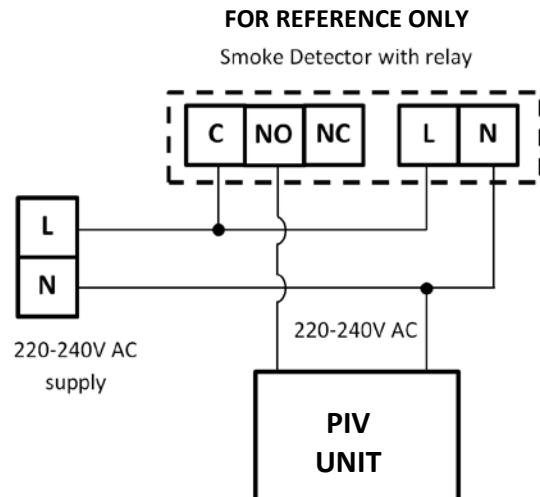 FOR REFERENCE ONLY
Smoke Detector with relay
C NO NC L N
L
N
220-240V AC
supply
220-240V AC
PIV
UNIT